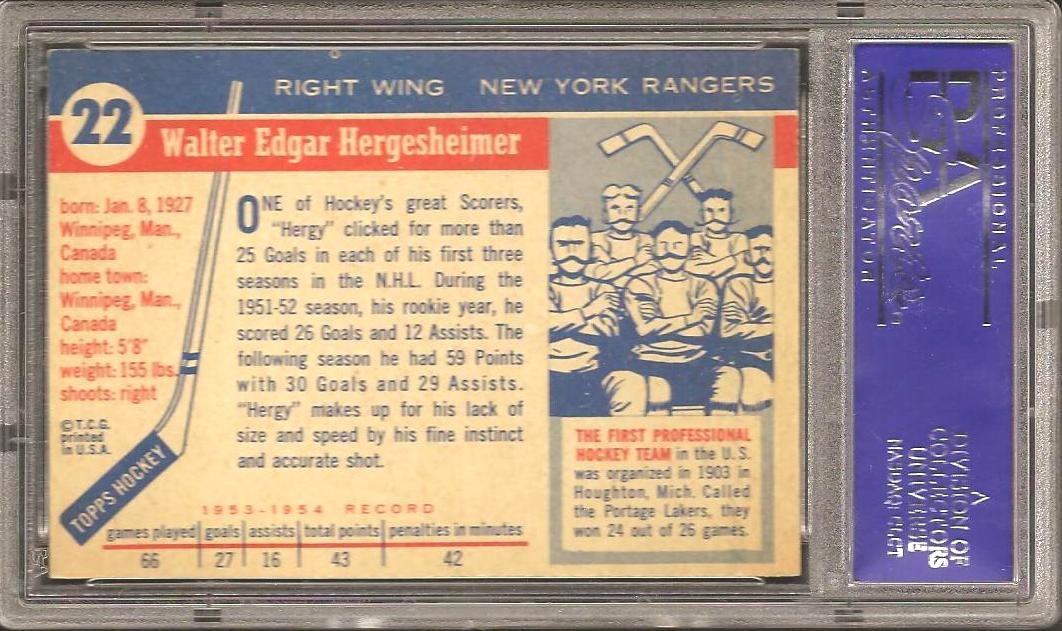 22
RIGHT WING NEW YORK RANGERS
Walter Edgar Hergesheimer
born: Jan. 8, 1927
Winnipeg, Man.,
Canada
home town:
Winnipeg, Man.,
Canada
height: 5'8"
weight: 155 lbs.
shoots: right
© T.C.G.
printed
in U.S.A.
TOPPS HOCKEY
ONE of Hockey's great Scorers,
"Hergy" clicked for more than
25 Goals in each of his first three
seasons in the N.H.L. During the
1951-52 season, his rookie year, he
scored 26 Goals and 12 Assists. The
following season he had 59 Points
with 30 Goals and 29 Assists.
"Hergy" makes up for his lack of
size and speed by his fine instinct
and accurate shot.
1953-1954 RECORD
games played goals assists total points penalties in minutes
66 27 16 43 42
THE FIRST PROFESSIONAL
HOCKEY TEAM in the U.S.
was organized in 1903 in
Houghton, Mich. Called
the Portage Lakers, they
won 24 out of 26 games.
PSA
PROFESSIONAL
AUTHENTICATION
A
DIVISION OF
COLLECTORS
UNIVERSE
NASDAQ: CLCT